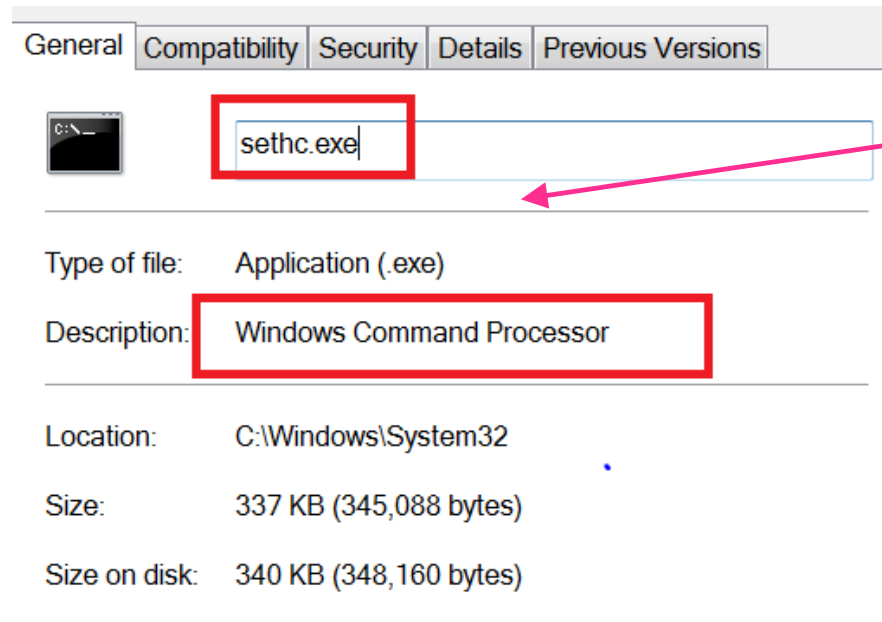 General Compatibility Security Details Previous Versions
C:\_
sethc.exe
Type of file: Application (.exe)
Description: Windows Command Processor
Location: C:\Windows\System32
Size: 337 KB (345,088 bytes)
Size on disk: 340 KB (348,160 bytes)